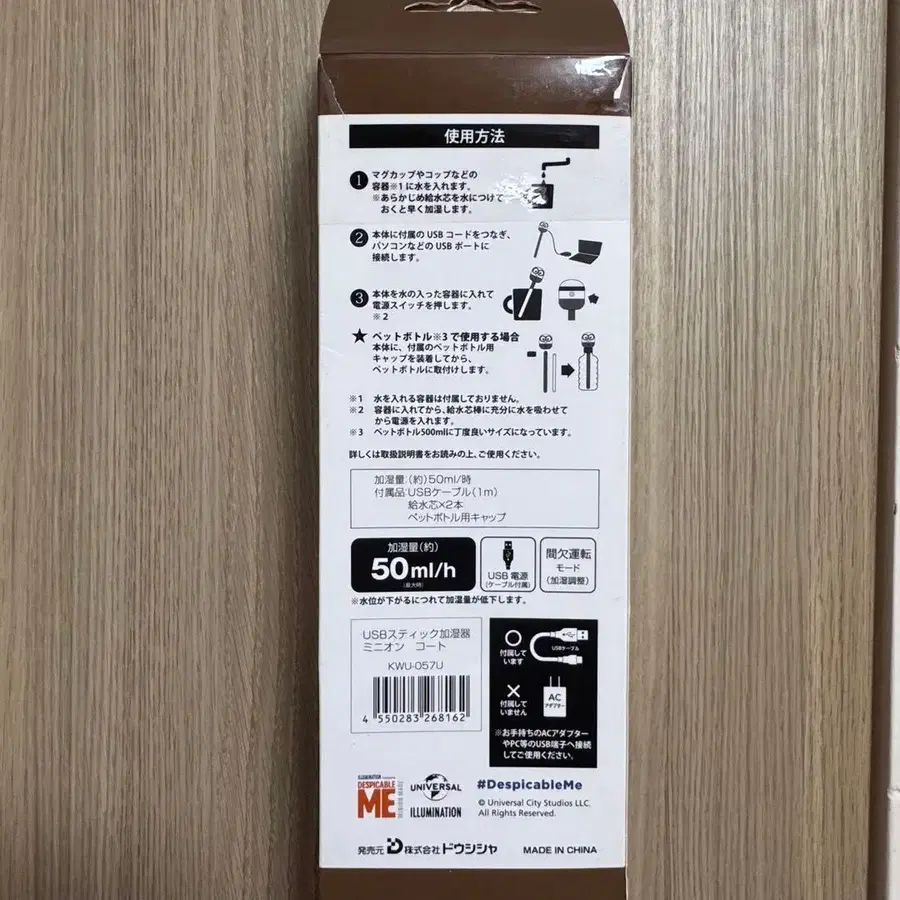 使用方法
1 マグカップやコップなどの
容器※1に水を入れます。
※あらかじめ給水芯を水につけて
おくと早く加湿します。
2 本体に付属のUSBコードをつなぎ、
パソコンなどのUSBポートに
接続します。
3 本体を水の入った容器に入れて
電源スイッチを押します。
※2
★ ペットボトル※3で使用する場合
本体に、付属のペットボトル用
キャップを装着してから、
ペットボトルに取付けします。
※1 水を入れる容器は付属しておりません。
※2 容器に入れてから、給水芯棒に充分に水を吸わせて
から電源を入れます。
※3 ペットボトル500mlに丁度良いサイズになっています。
詳しくは取扱説明書をお読みの上、ご使用ください。
加湿量:(約)50ml/時
付属品:USBケーブル(1m)
給水芯×2本
ペットボトル用キャップ
加湿量(約)
50ml/h
(最大時)
USB電源
(ケーブル付属)
間欠運転
モード
(加湿調整)
※水位が下がるにつれて加湿量が低下します。
USBスティック加湿器
ミニオン コート
KWU-057U
4 550283 268162
付属して
います
USBケーブル
付属して
いません
AC
アダプター
※お手持ちのACアダプター
やPC等のUSB端子へ接続
してご使用ください。
ILLUMINATION
DESPICABLE
ME
MINION MADE
UNIVERSAL
ILLUMINATION
#DespicableMe
© Universal City Studios LLC.
All Rights Reserved.
発売元 株式会社ドウシシャ
MADE IN CHINA